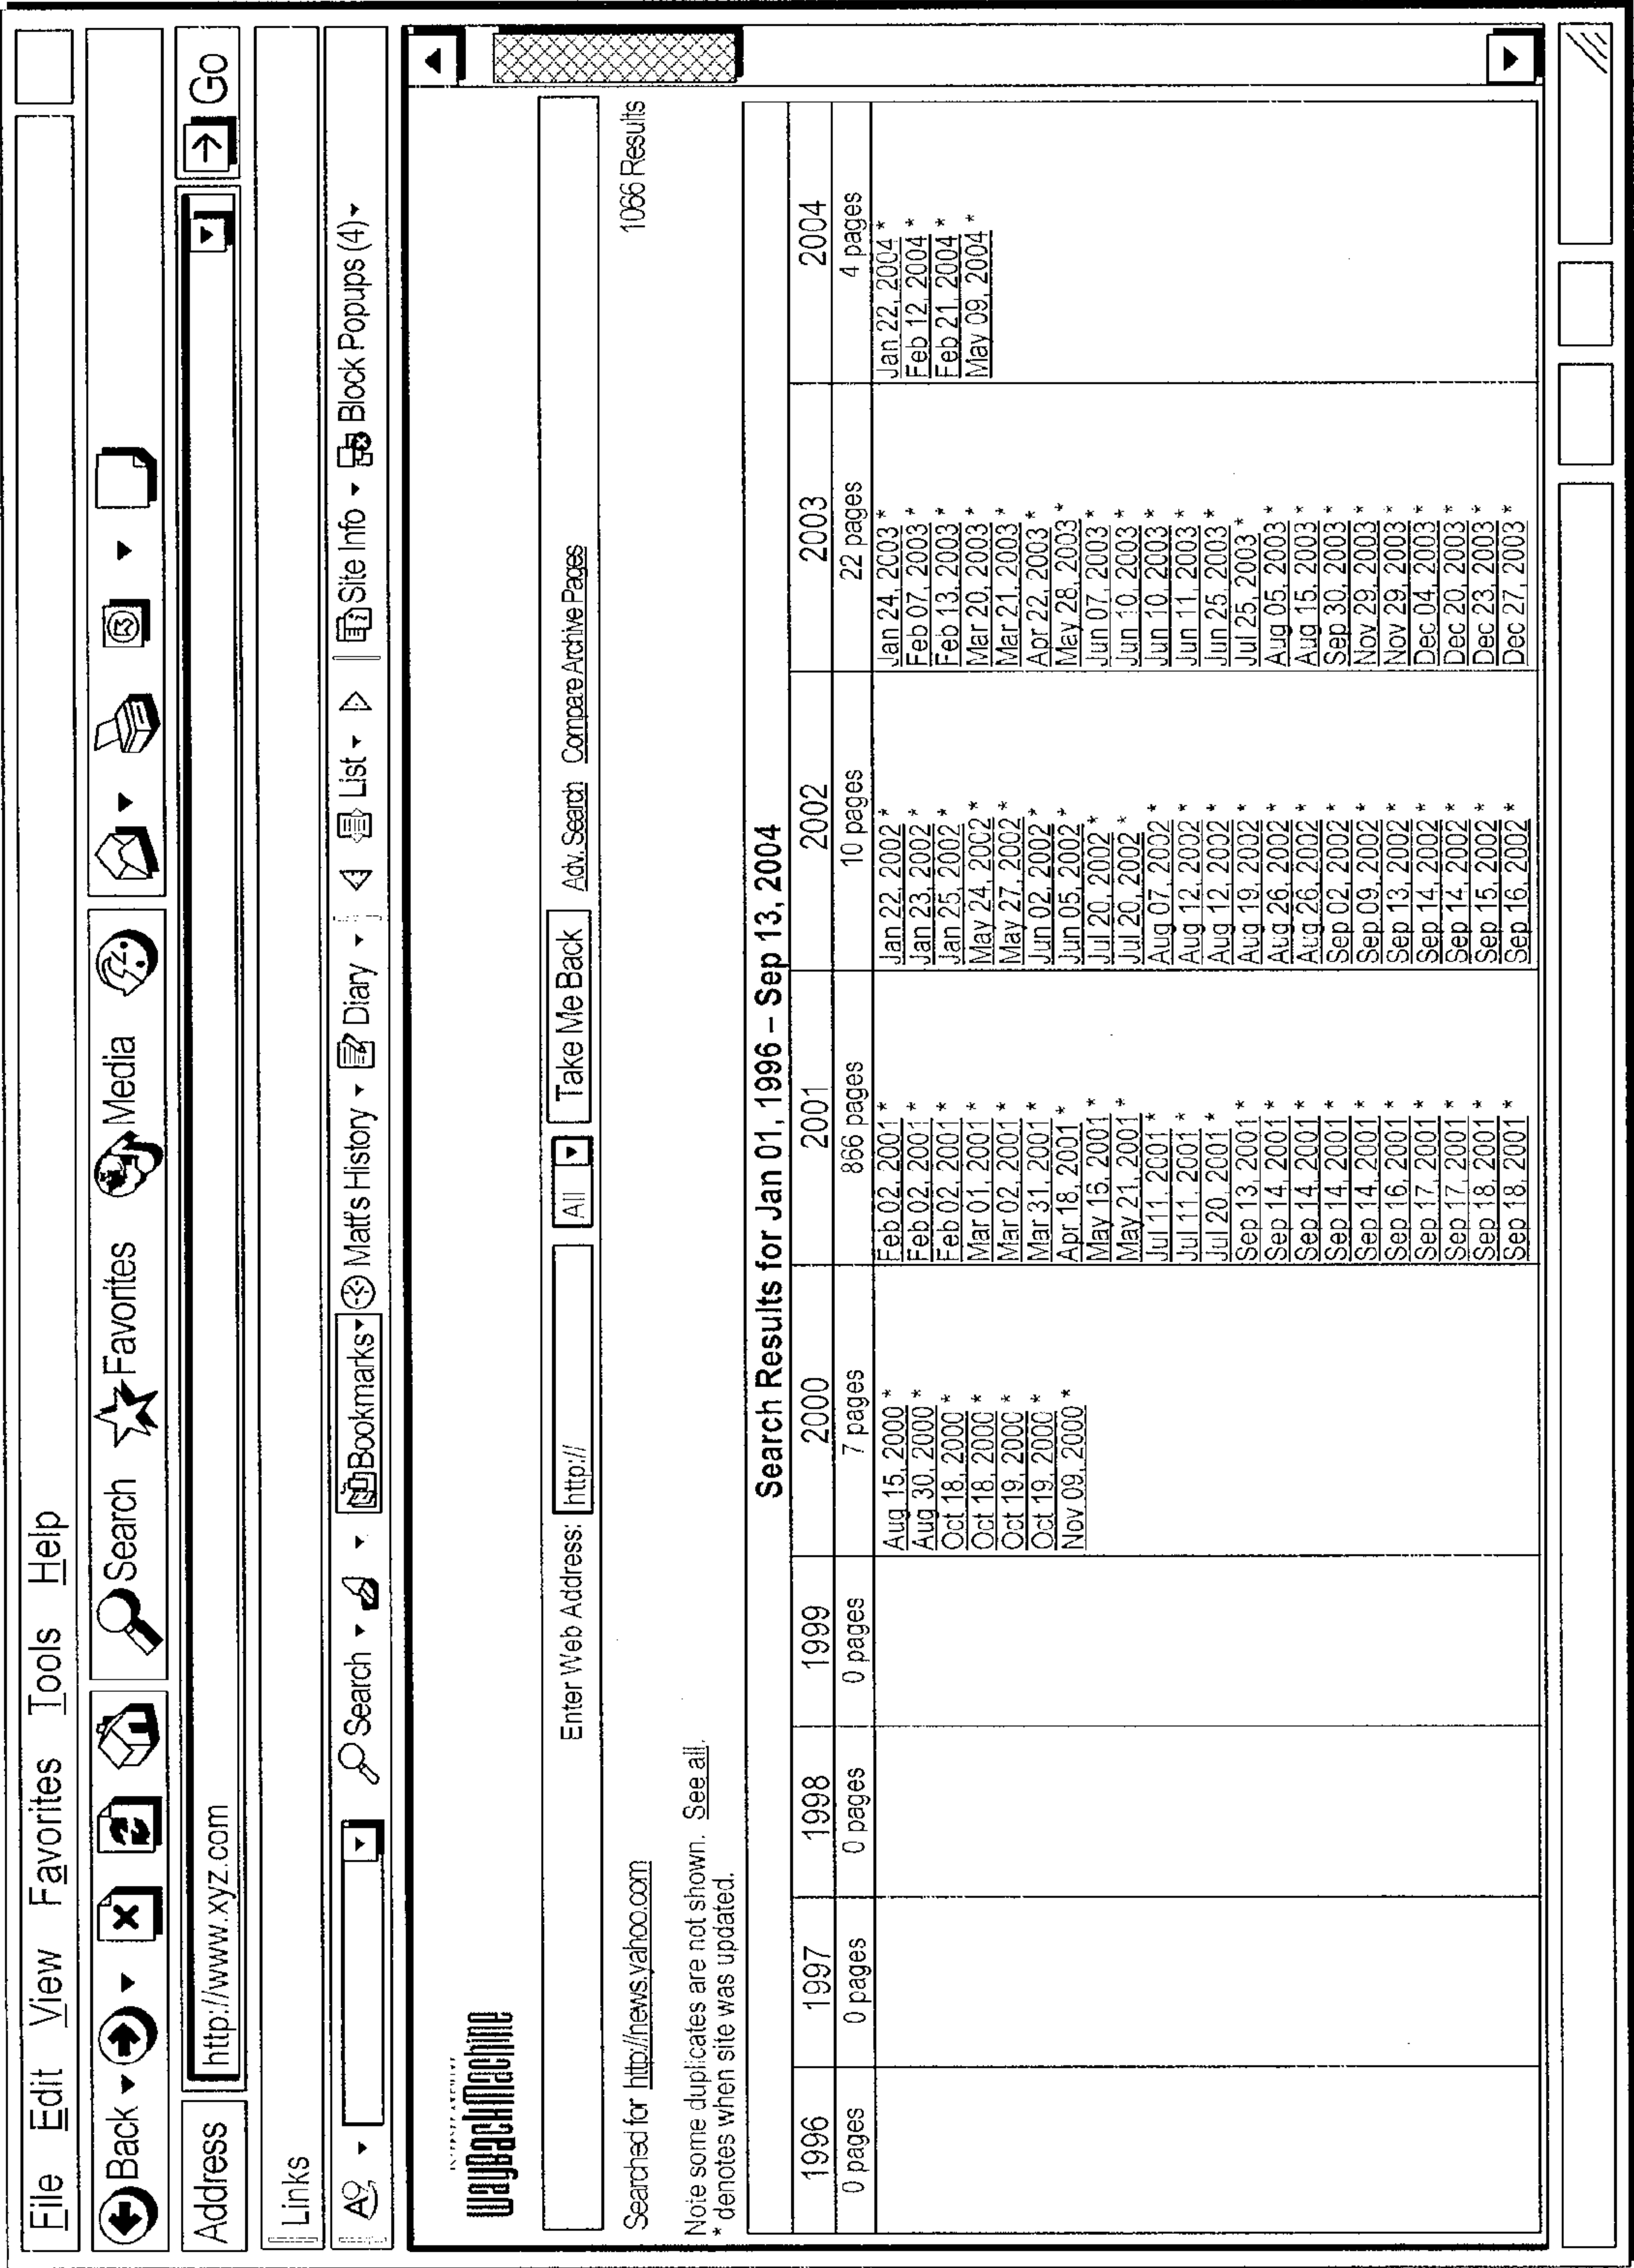 File Edit View Favorites Tools Help
Back Search Favorites Media
Address http://www.xyz.com Go
Links
Search Bookmarks Matt's History Diary List Site Info Block Popups (4)
WayBackMachine
Enter Web Address: http:// All Take Me Back Adv. Search Compare Archive Pages
Searched for http://news.yahoo.com 1066 Results
Note some duplicates are not shown. See all.
* denotes when site was updated.
Search Results for Jan 01, 1996 – Sep 13, 2004
1996 1997 1998 1999 2000 2001 2002 2003 2004
0 pages 0 pages 0 pages 0 pages 7 pages 866 pages 10 pages 22 pages 4 pages
Aug 15, 2000 * Feb 02, 2001 * Jan 22, 2002 * Jan 24, 2003 * Jan 22, 2004 *
Aug 30, 2000 * Feb 02, 2001 * Jan 23, 2002 * Feb 07, 2003 * Feb 12, 2004 *
Oct 18, 2000 * Feb 02, 2001 * Jan 25, 2002 * Feb 13, 2003 * Feb 21, 2004 *
Oct 18, 2000 * Mar 01, 2001 * May 24, 2002 * Mar 20, 2003 * May 09, 2004 *
Oct 19, 2000 * Mar 02, 2001 * May 27, 2002 * Mar 21, 2003 *
Oct 19, 2000 * Mar 31, 2001 * Jun 02, 2002 * Apr 22, 2003 *
Nov 09, 2000 * Apr 18, 2001 * Jun 05, 2002 * May 28, 2003 *
May 15, 2001 * Jul 20, 2002 * Jun 07, 2003 *
May 21, 2001 * Jul 20, 2002 * Jun 10, 2003 *
Jul 11, 2001 * Aug 07, 2002 * Jun 10, 2003 *
Jul 11, 2001 * Aug 12, 2002 * Jun 11, 2003 *
Jul 20, 2001 * Aug 12, 2002 * Jun 25, 2003 *
Sep 13, 2001 * Aug 19, 2002 * Jul 25, 2003 *
Sep 14, 2001 * Aug 26, 2002 * Aug 05, 2003 *
Sep 14, 2001 * Aug 26, 2002 * Aug 15, 2003 *
Sep 14, 2001 * Sep 02, 2002 * Sep 30, 2003 *
Sep 14, 2001 * Sep 09, 2002 * Nov 29, 2003 *
Sep 16, 2001 * Sep 13, 2002 * Nov 29, 2003 *
Sep 17, 2001 * Sep 14, 2002 * Dec 04, 2003 *
Sep 17, 2001 * Sep 14, 2002 * Dec 20, 2003 *
Sep 18, 2001 * Sep 15, 2002 * Dec 23, 2003 *
Sep 18, 2001 * Sep 16, 2002 * Dec 27, 2003 *